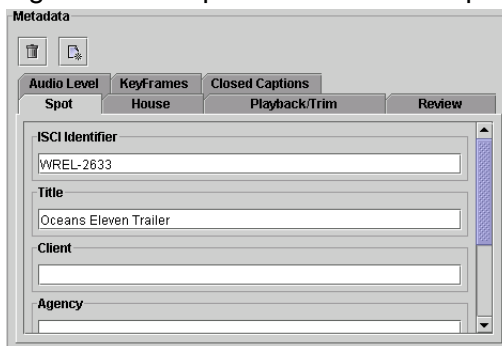 Metadata
Audio Level KeyFrames Closed Captions
Spot House Playback/Trim Review
ISCI Identifier
WREL-2633
Title
Oceans Eleven Trailer
Client
Agency